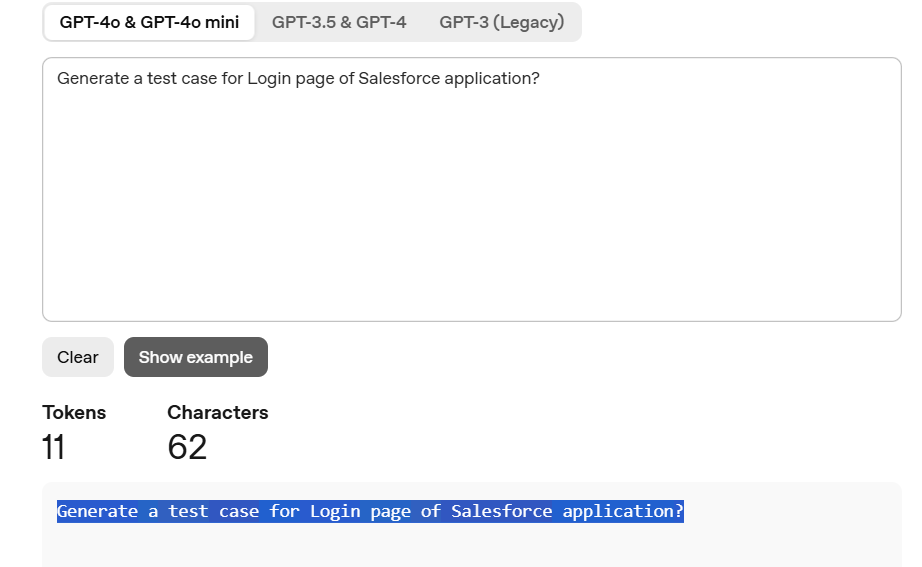 GPT-4o & GPT-4o mini GPT-3.5 & GPT-4 GPT-3 (Legacy)
Generate a test case for Login page of Salesforce application?
Clear Show example
Tokens Characters
11 62
Generate a test case for Login page of Salesforce application?